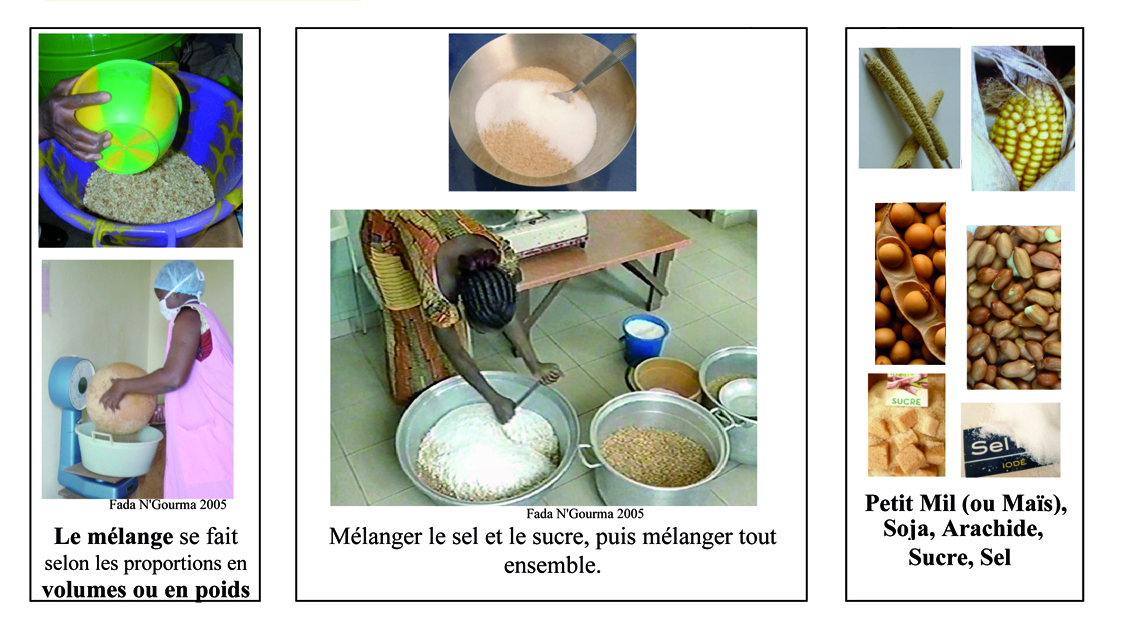 Fada N'Gourma 2005
Le mélange se fait
selon les proportions en
volumes ou en poids
Fada N'Gourma 2005
Mélanger le sel et le sucre, puis mélanger tout
ensemble.
SUCRE
Sel
IODÉ
Petit Mil (ou Maïs),
Soja, Arachide,
Sucre, Sel